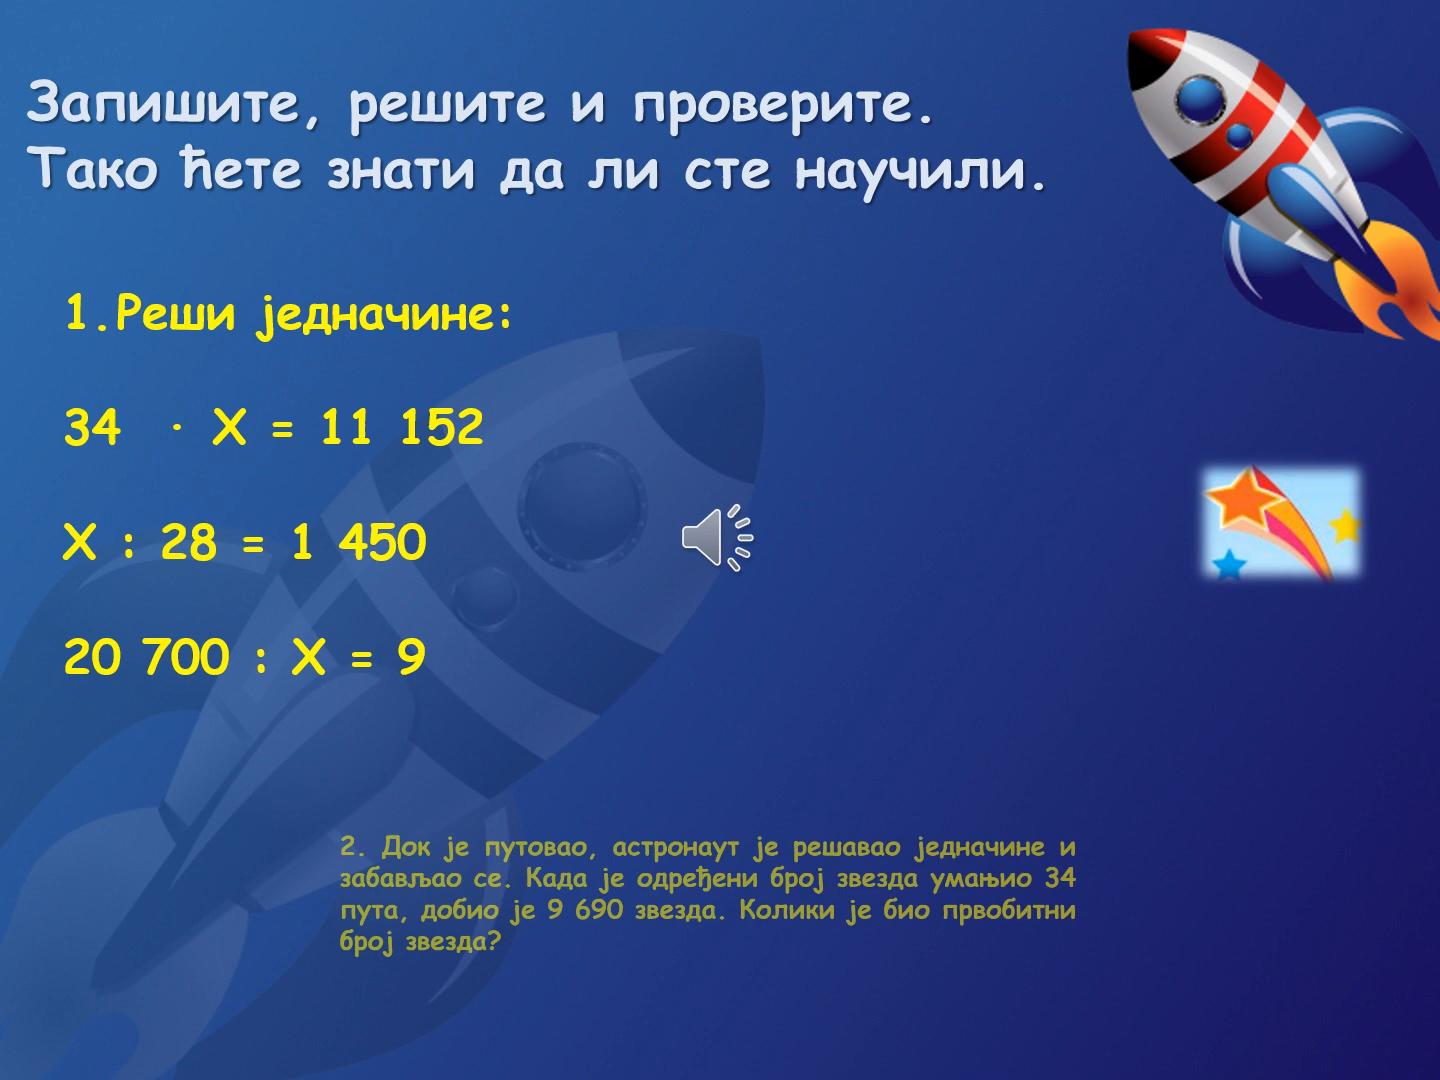 Запишите, решите и проверите.
Тако ћете знати да ли сте научили.
1. Реши једначине:
34 · X = 11 152
X : 28 = 1 450
20 700 : X = 9
2. Док је путовао, астронаут је решавао једначине и
забављао се. Када је одређени број звезда умањио 34
пута, добио је 9 690 звезда. Колики је био првобитни
број звезда?